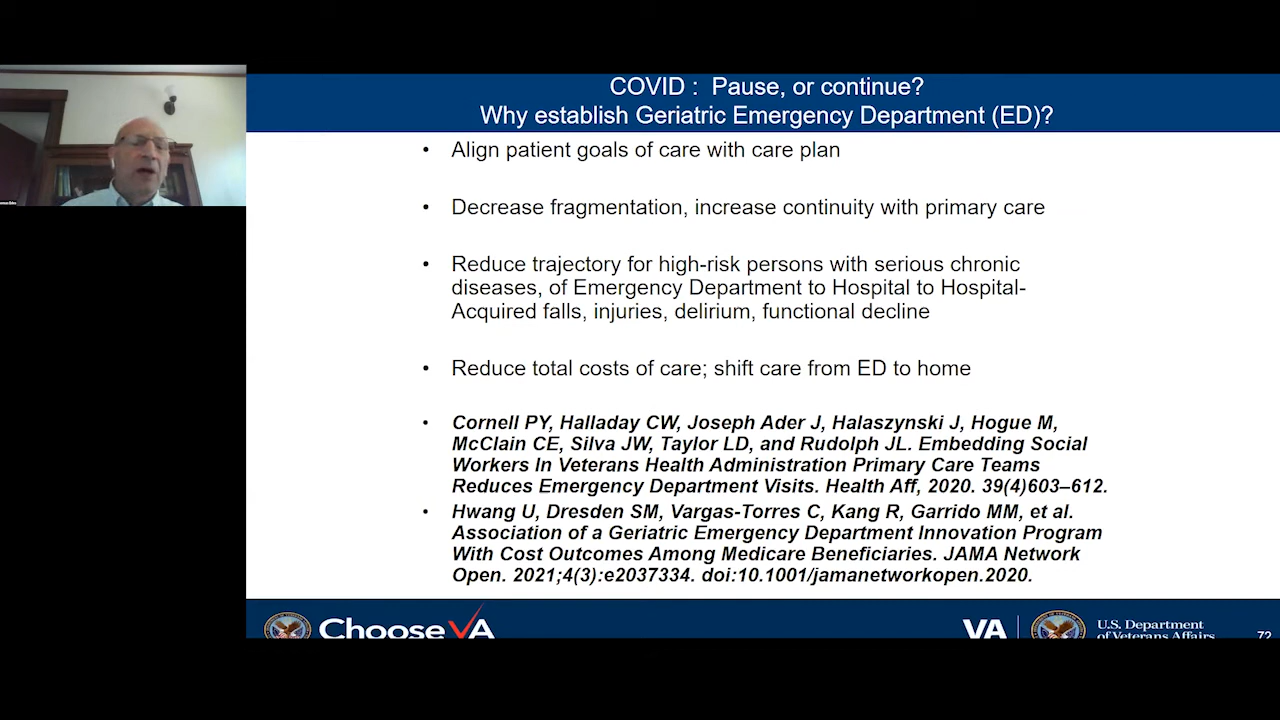 COVID : Pause, or continue?
Why establish Geriatric Emergency Department (ED)?
• Align patient goals of care with care plan
• Decrease fragmentation, increase continuity with primary care
• Reduce trajectory for high-risk persons with serious chronic
diseases, of Emergency Department to Hospital to Hospital-
Acquired falls, injuries, delirium, functional decline
• Reduce total costs of care; shift care from ED to home
• Cornell PY, Halladay CW, Joseph Ader J, Halaszynski J, Hogue M,
McClain CE, Silva JW, Taylor LD, and Rudolph JL. Embedding Social
Workers In Veterans Health Administration Primary Care Teams
Reduces Emergency Department Visits. Health Aff, 2020. 39(4)603–612.
• Hwang U, Dresden SM, Vargas-Torres C, Kang R, Garrido MM, et al.
Association of a Geriatric Emergency Department Innovation Program
With Cost Outcomes Among Medicare Beneficiaries. JAMA Network
Open. 2021;4(3):e2037334. doi:10.1001/jamanetworkopen.2020.
Choose VA
VA
U.S. Department
of Veterans Affairs
72